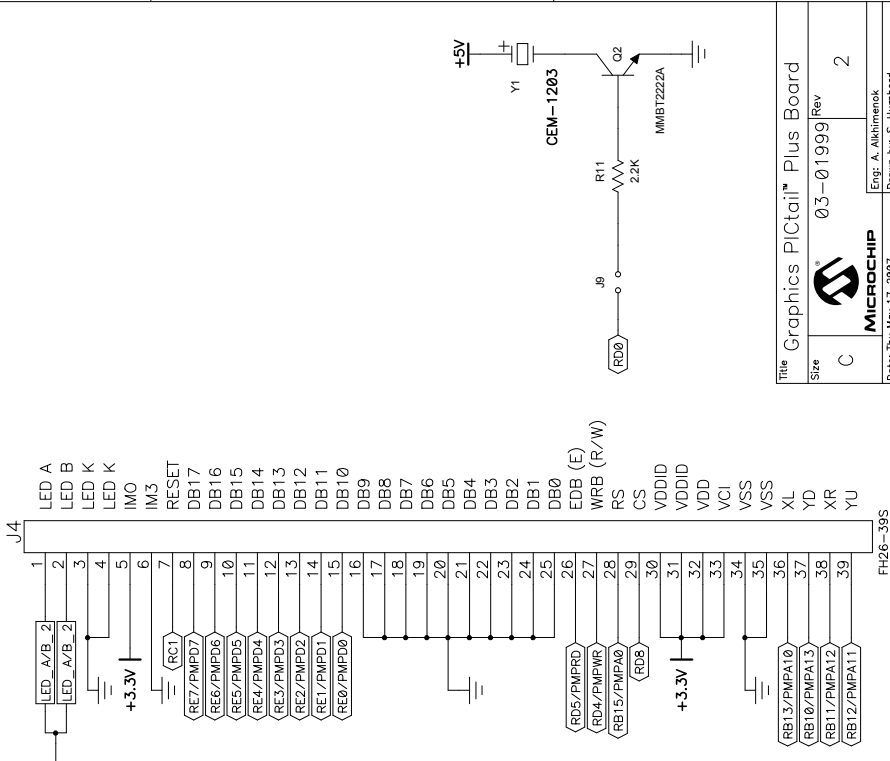 J4
1 LED A
2 LED B
3 LED K
4 LED K
5 IMO
6 IM3
7 RESET
8 DB17
9 DB16
10 DB15
11 DB14
12 DB13
13 DB12
14 DB11
15 DB10
16 DB9
17 DB8
18 DB7
19 DB6
20 DB5
21 DB4
22 DB3
23 DB2
24 DB1
25 DB0
26 EDB (E)
27 WRB (R/W)
28 RS
29 CS
30 VDDID
31 VDDID
32 VDD
33 VCI
34 VSS
35 VSS
36 XL
37 YD
38 XR
39 YU
FH26-39S
LED_A/B_2
LED_A/B_2
+3.3V
RC1
RE7/PMPD7
RE6/PMPD6
RE5/PMPD5
RE4/PMPD4
RE3/PMPD3
RE2/PMPD2
RE1/PMPD1
RE0/PMPD0
RD5/PMPRD
RD4/PMPWR
RB15/PMPA0
RD8
+3.3V
RB13/PMPA10
RB10/PMPA13
RB11/PMPA12
RB12/PMPA11
+5V
+
Y1
CEM-1203
Q2
MMBT2222A
R11
2.2K
J9
RD0
Title Graphics PICtail™ Plus Board
Size
C
®
MICROCHIP
03-01999
Rev
2
Eng: A. Alkhimenok